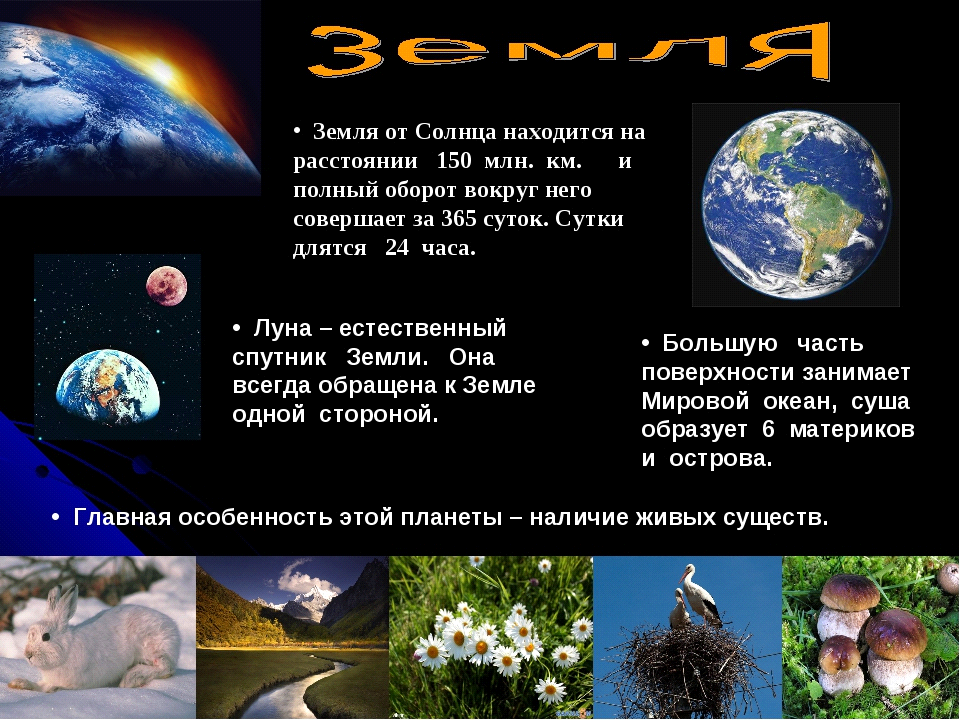 Земля
• Земля от Солнца находится на
расстоянии 150 млн. км. и
полный оборот вокруг него
совершает за 365 суток. Сутки
длятся 24 часа.
• Луна – естественный
спутник Земли. Она
всегда обращена к Земле
одной стороной.
• Большую часть
поверхности занимает
Мировой океан, суша
образует 6 материков
и острова.
• Главная особенность этой планеты – наличие живых существ.